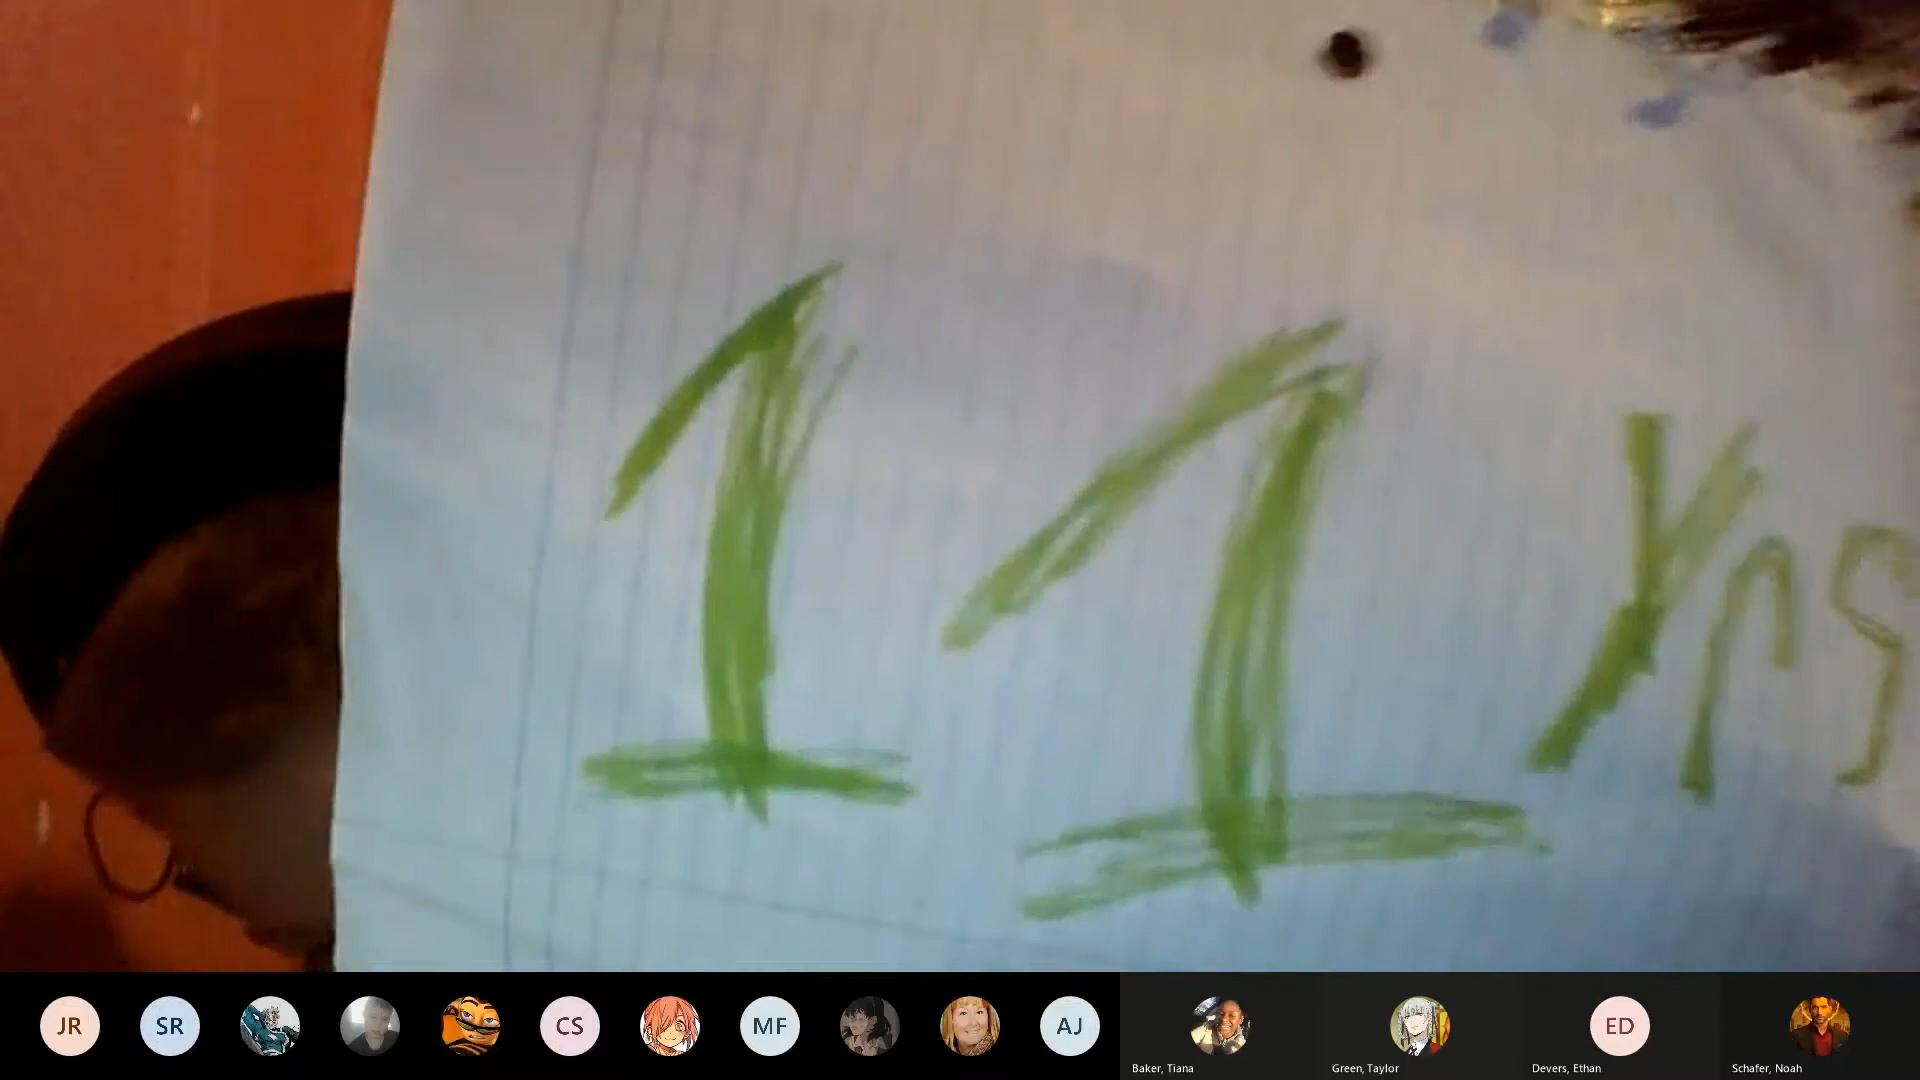 11 Yrs
JR SR CS MF AJ ED
Baker, Tiana Green, Taylor Devers, Ethan Schafer, Noah